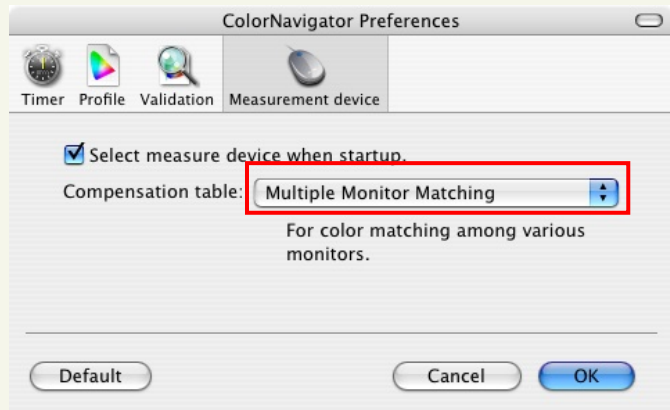 ColorNavigator Preferences
Timer Profile Validation Measurement device
Select measure device when startup.
Compensation table: Multiple Monitor Matching
For color matching among various
monitors.
Default Cancel OK